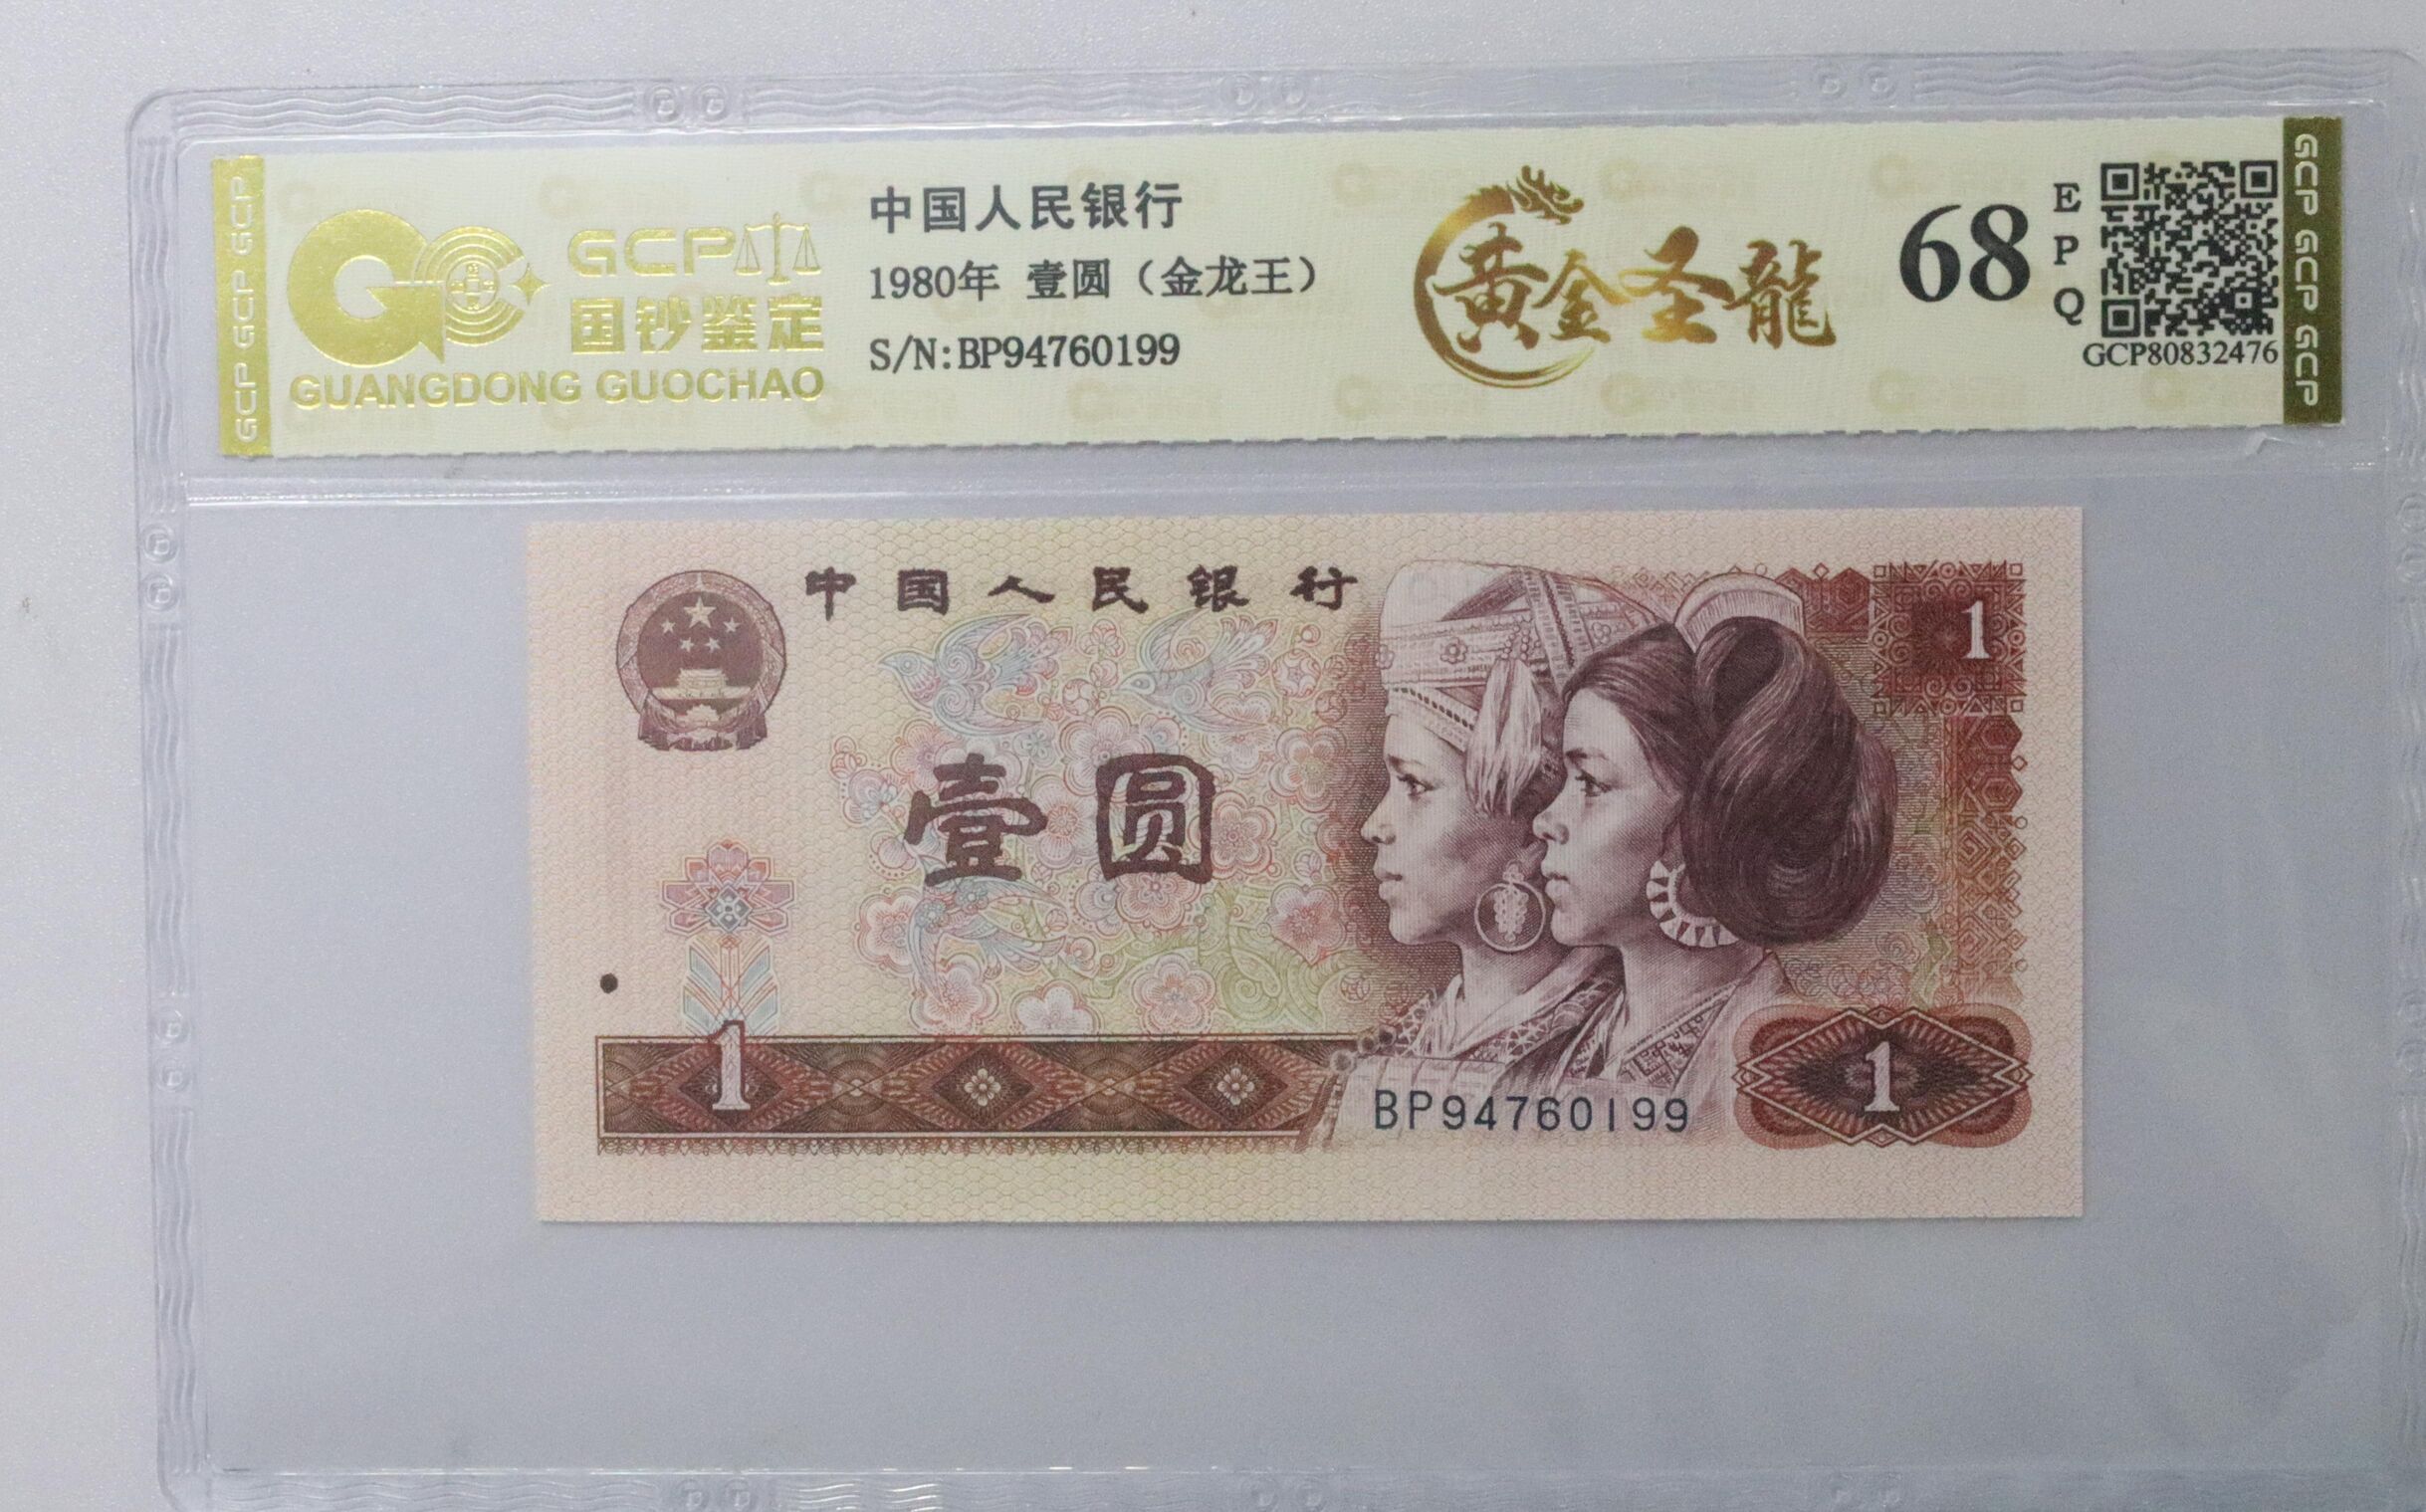 GCP GCP GCP
GCP
国钞鉴定
GUANGDONG GUOCHAO
中国人民银行
1980年 壹圆（金龙王）
S/N:BP94760199
黄金圣龍
68
E
P
Q
GCP80832476
GCP GCP GCP
中国人民银行
1
壹圆
1
BP94760199
1